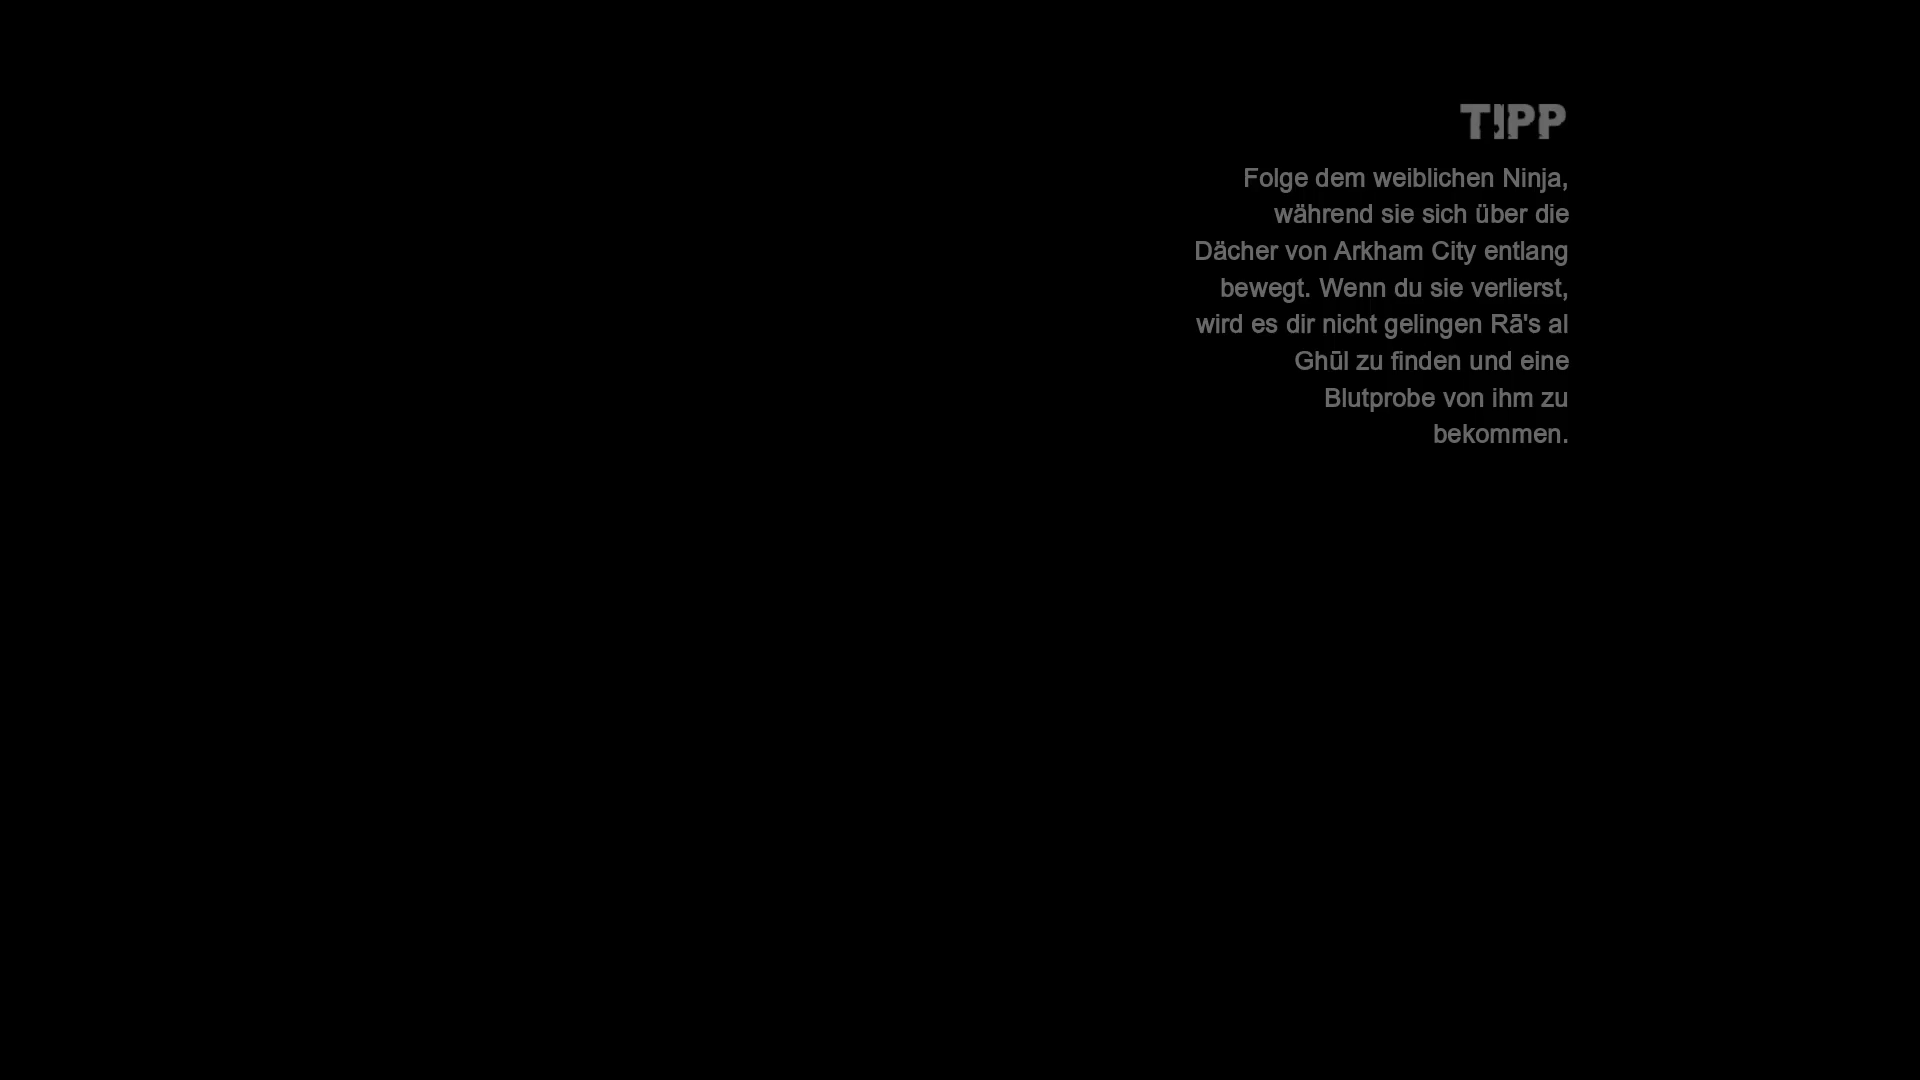 TIPP
Folge dem weiblichen Ninja,
während sie sich über die
Dächer von Arkham City entlang
bewegt. Wenn du sie verlierst,
wird es dir nicht gelingen Rā's al
Ghūl zu finden und eine
Blutprobe von ihm zu
bekommen.